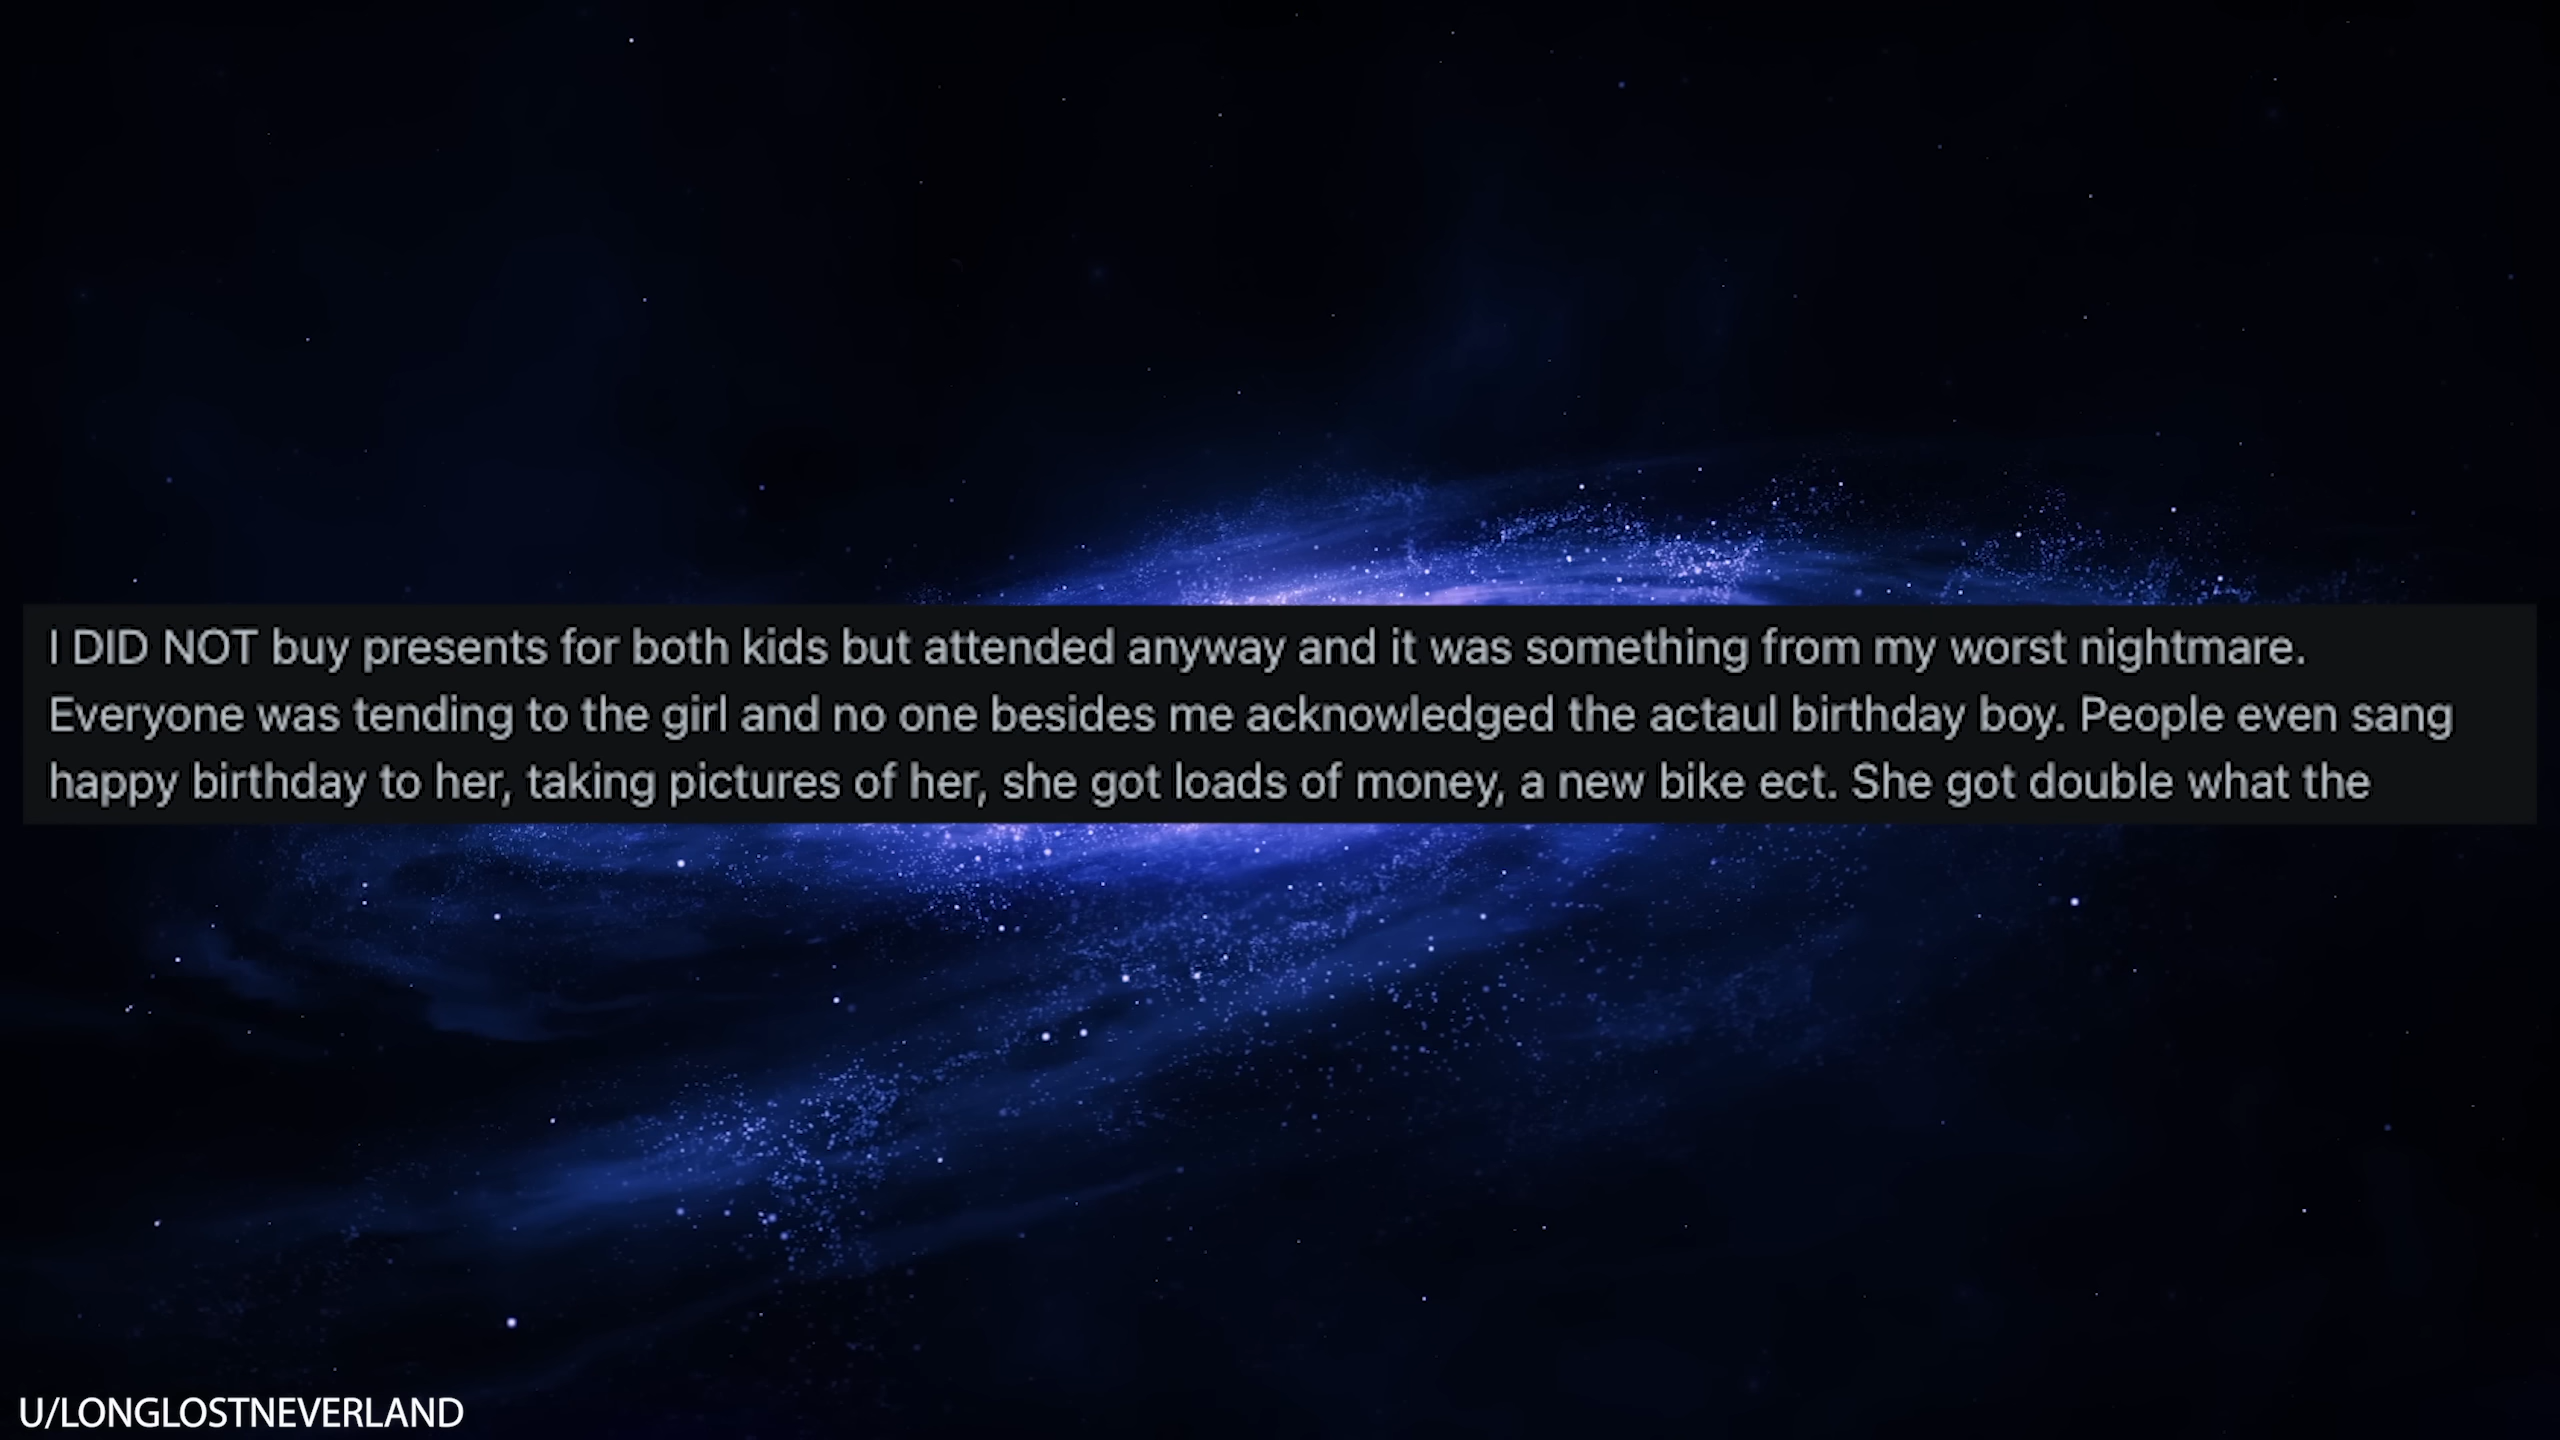 I DID NOT buy presents for both kids but attended anyway and it was something from my worst nightmare.
Everyone was tending to the girl and no one besides me acknowledged the actaul birthday boy. People even sang
happy birthday to her, taking pictures of her, she got loads of money, a new bike ect. She got double what the
U/LONGLOSTNEVERLAND